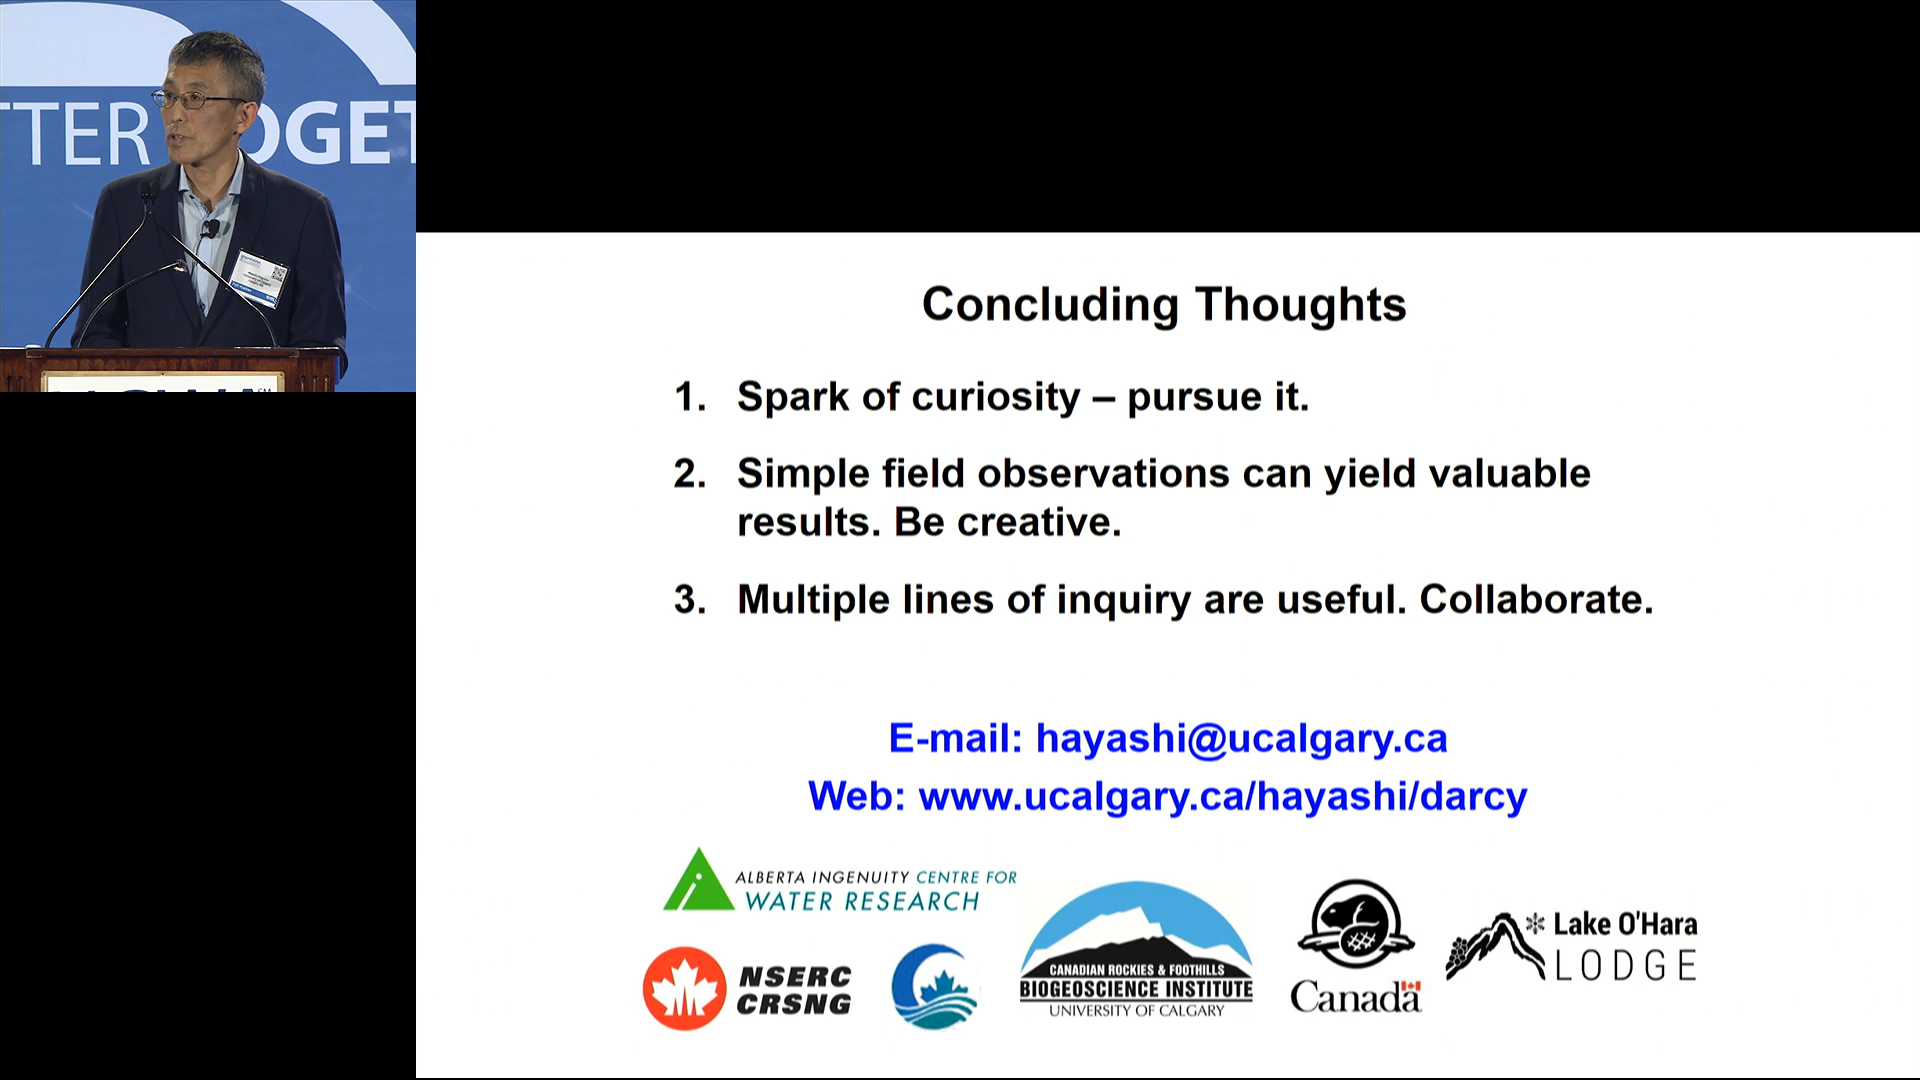 TTER TOGET
Concluding Thoughts
1. Spark of curiosity – pursue it.
2. Simple field observations can yield valuable
results. Be creative.
3. Multiple lines of inquiry are useful. Collaborate.
E-mail: hayashi@ucalgary.ca
Web: www.ucalgary.ca/hayashi/darcy
ALBERTA INGENUITY CENTRE FOR
WATER RESEARCH
NSERC
CRSNG
CANADIAN ROCKIES & FOOTHILLS
BIOGEOSCIENCE INSTITUTE
UNIVERSITY OF CALGARY
Canada
Lake O'Hara
LODGE